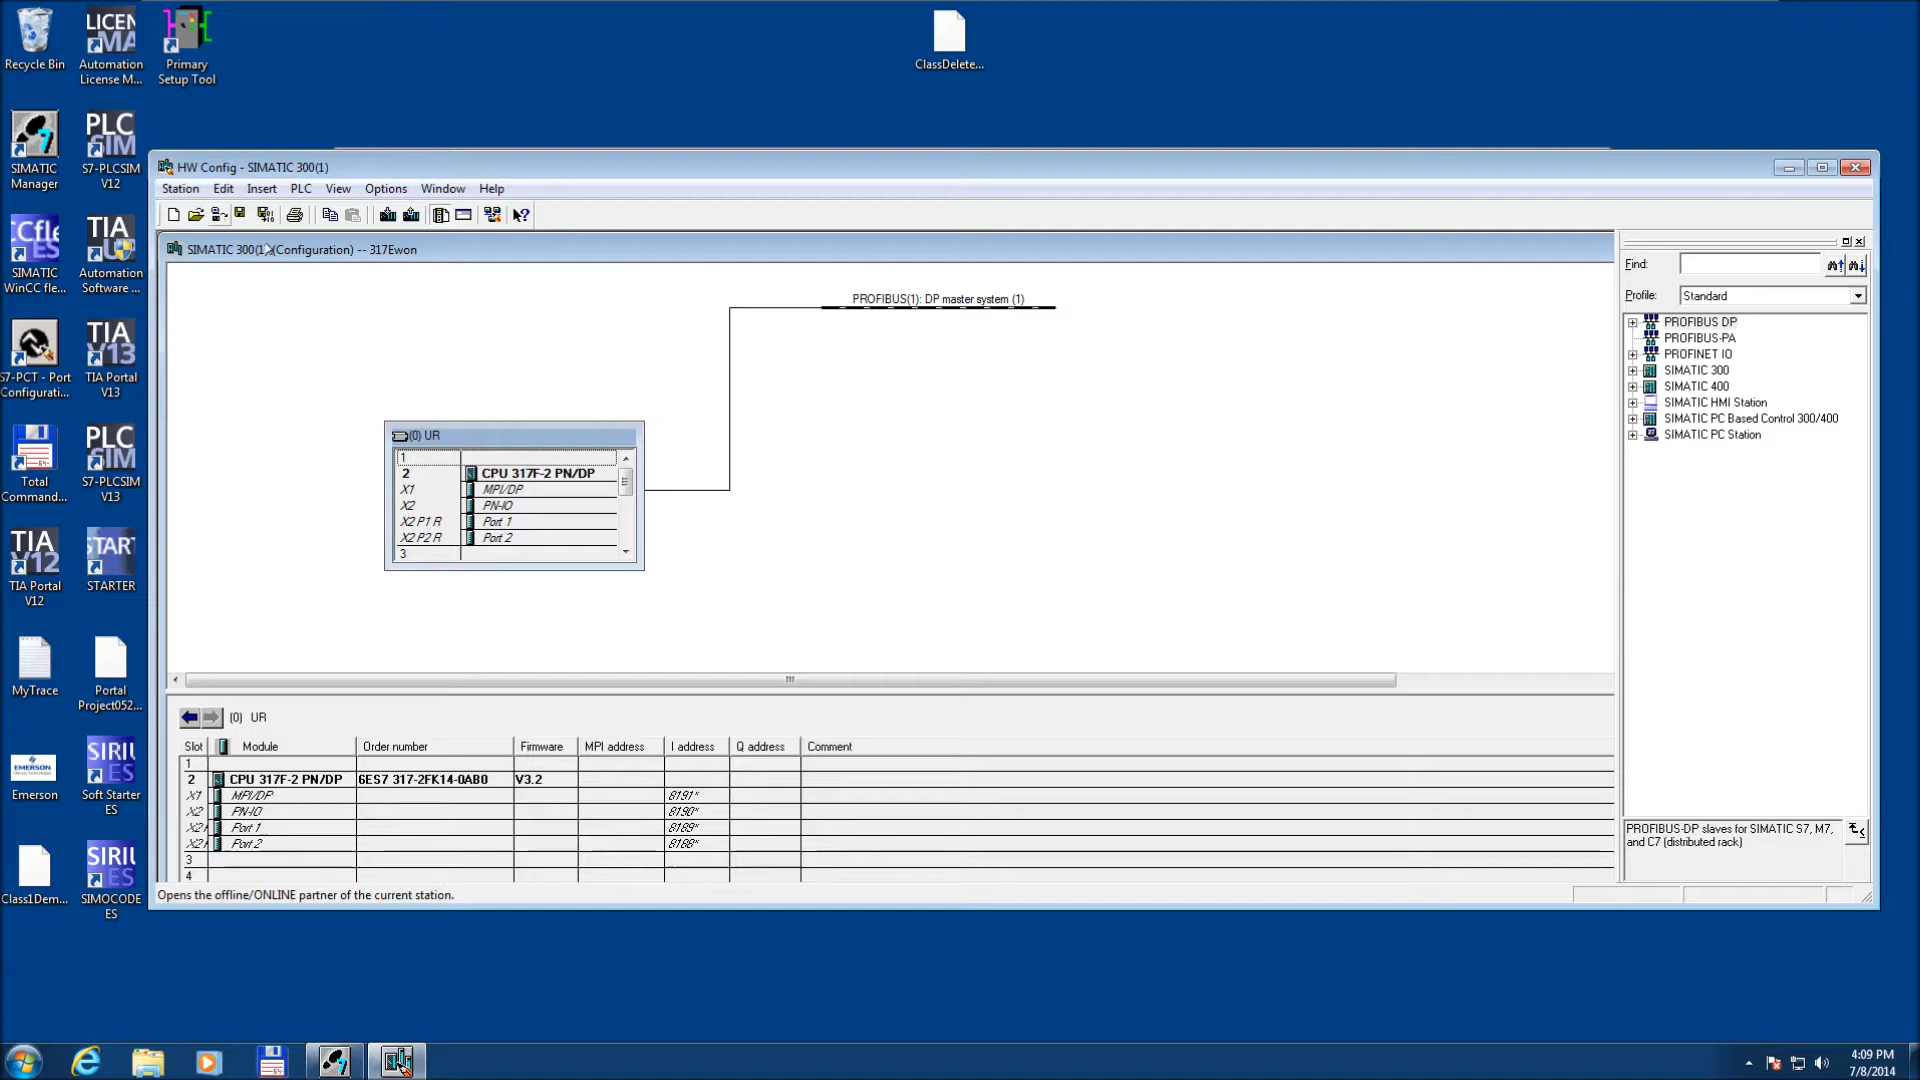 Recycle Bin
Automation
License M...
Primary
Setup Tool
ClassDelete...
SIMATIC
Manager
S7-PLCSIM
V12
SIMATIC
WinCC fle...
Automation
Software ...
S7-PCT - Port
Configurati...
TIA Portal
V13
Total
Comman d...
S7-PLCSIM
V13
TIA Portal
V12
STARTER
MyTrace
Portal
Project052...
Emerson
Soft Starter
ES
Class1Dem...
SIMOCODE
ES
HW Config - SIMATIC 300(1)
Station Edit Insert PLC View Options Window Help
SIMATIC 300(1) (Configuration) -- 317Ewon
PROFIBUS(1): DP master system (1)
(0) UR
1
2 CPU 317F-2 PN/DP
X1 MPI/DP
X2 PN-IO
X2 P1 R Port 1
X2 P2 R Port 2
3
Find:
Profile: Standard
PROFIBUS DP
PROFIBUS-PA
PROFINET IO
SIMATIC 300
SIMATIC 400
SIMATIC HMI Station
SIMATIC PC Based Control 300/400
SIMATIC PC Station
PROFIBUS-DP slaves for SIMATIC S7, M7,
and C7 (distributed rack)
(0) UR
Slot Module Order number Firmware MPI address I address Q address Comment
1
2 CPU 317F-2 PN/DP 6ES7 317-2FK14-0AB0 V3.2
X1 MPI/DP 8191*
X2 PN-IO 8190*
X2 Port 1 8189*
X2 Port 2 8188*
3
4
Opens the offline/ONLINE partner of the current station.
4:09 PM
7/8/2014